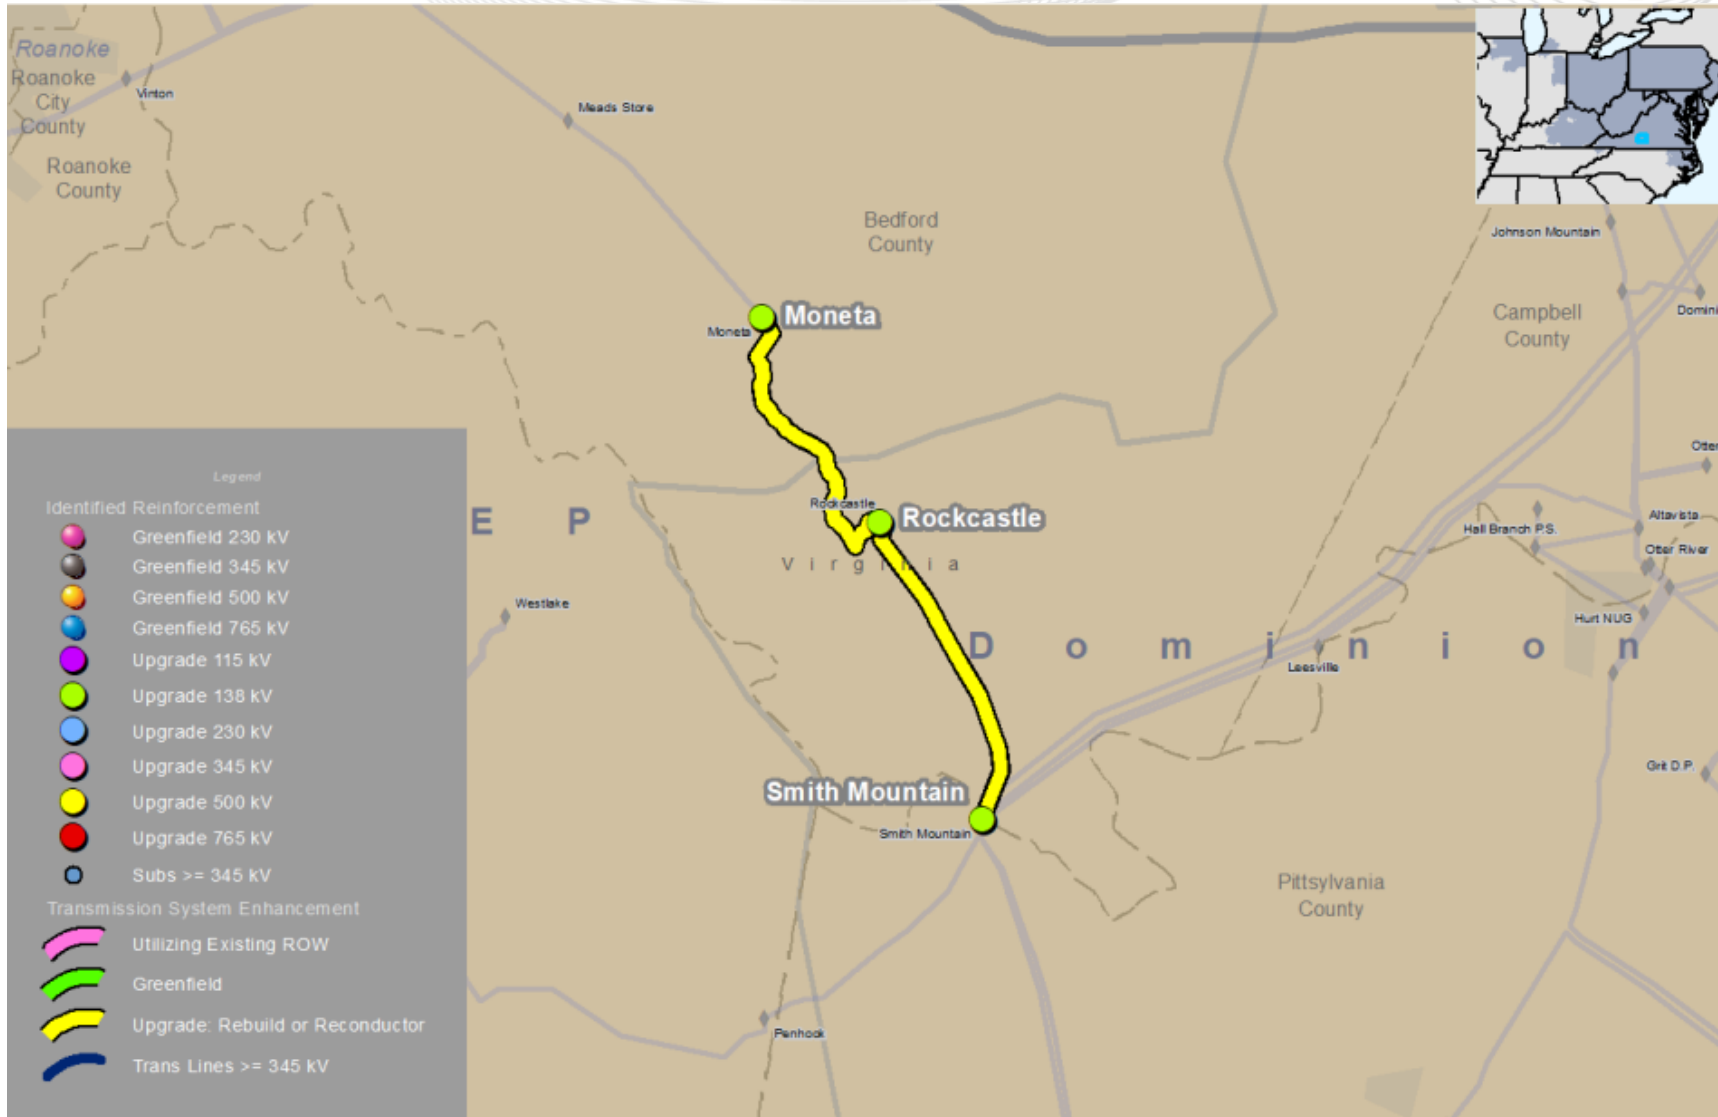 Roanoke
Roanoke
City
County
Vinton
Roanoke
County
Meads Store
Bedford
County
Johnson Mountain
Campbell
County
Domini
Moneta
Moneta
Rockcastle
Rockcastle
Virginia
E P
Westlake
Otter
Altavista
Hall Branch P.S.
Otter River
Hurt NUG
Dominion
Leesville
Grit D.P.
Smith Mountain
Smith Mountain
Pittsylvania
County
Penhook
Legend
Identified Reinforcement
Greenfield 230 kV
Greenfield 345 kV
Greenfield 500 kV
Greenfield 765 kV
Upgrade 115 kV
Upgrade 138 kV
Upgrade 230 kV
Upgrade 345 kV
Upgrade 500 kV
Upgrade 765 kV
Subs >= 345 kV
Transmission System Enhancement
Utilizing Existing ROW
Greenfield
Upgrade: Rebuild or Reconductor
Trans Lines >= 345 kV